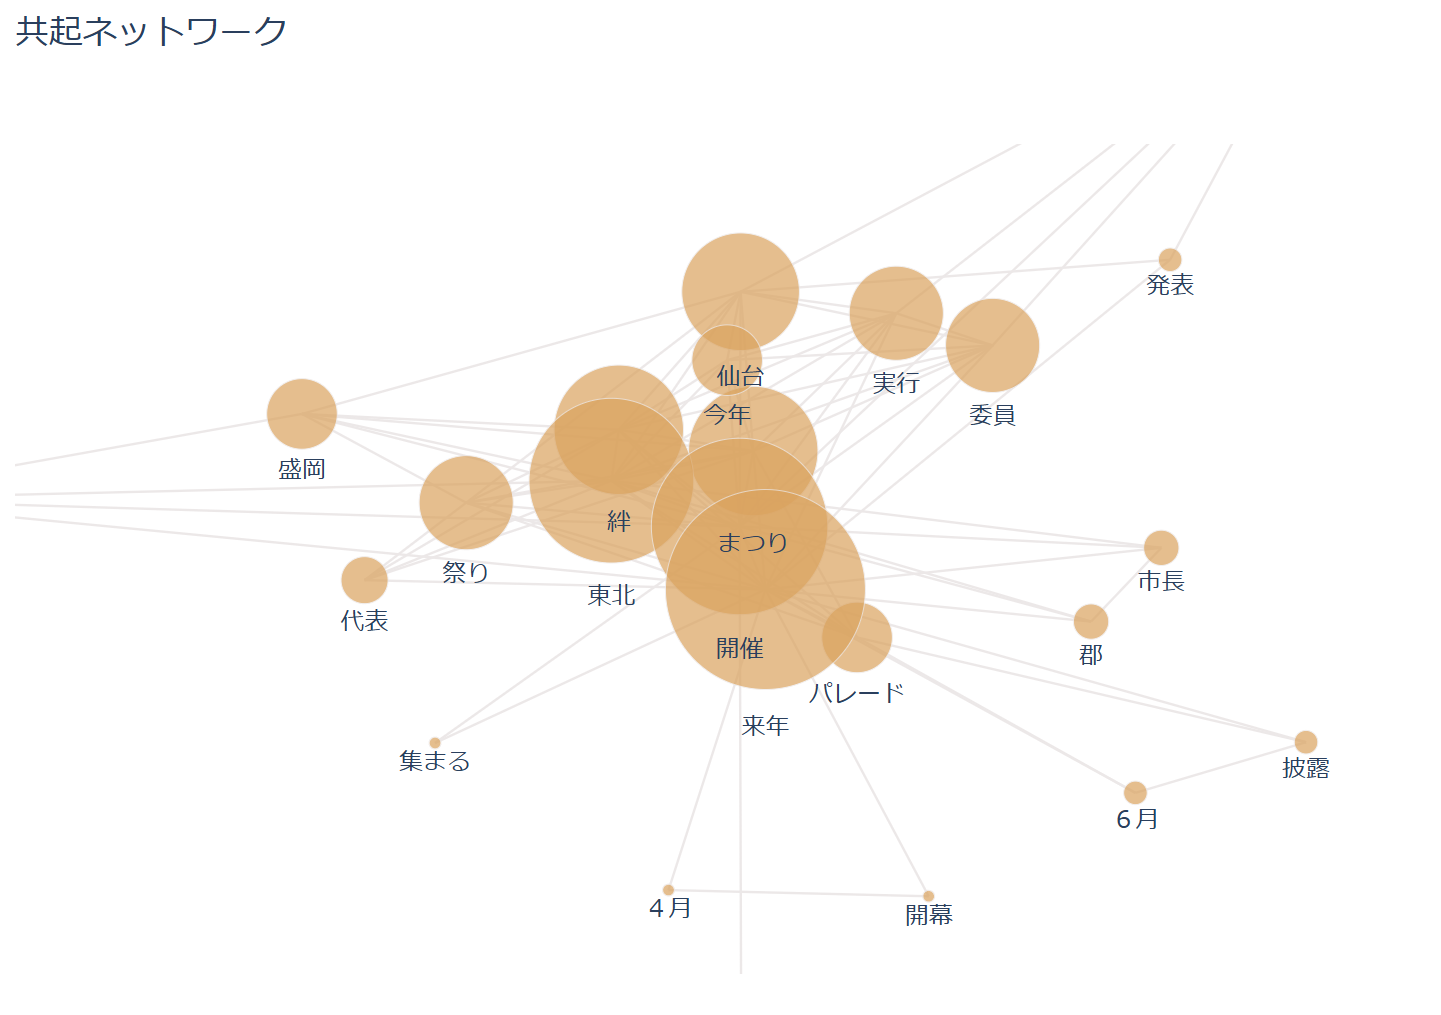 共起ネットワーク
発表
仙台
実行
今年
委員
盛岡
絆
まつり
祭り
市長
東北
代表
開催
郡
パレード
来年
集まる
披露
６月
４月
開幕